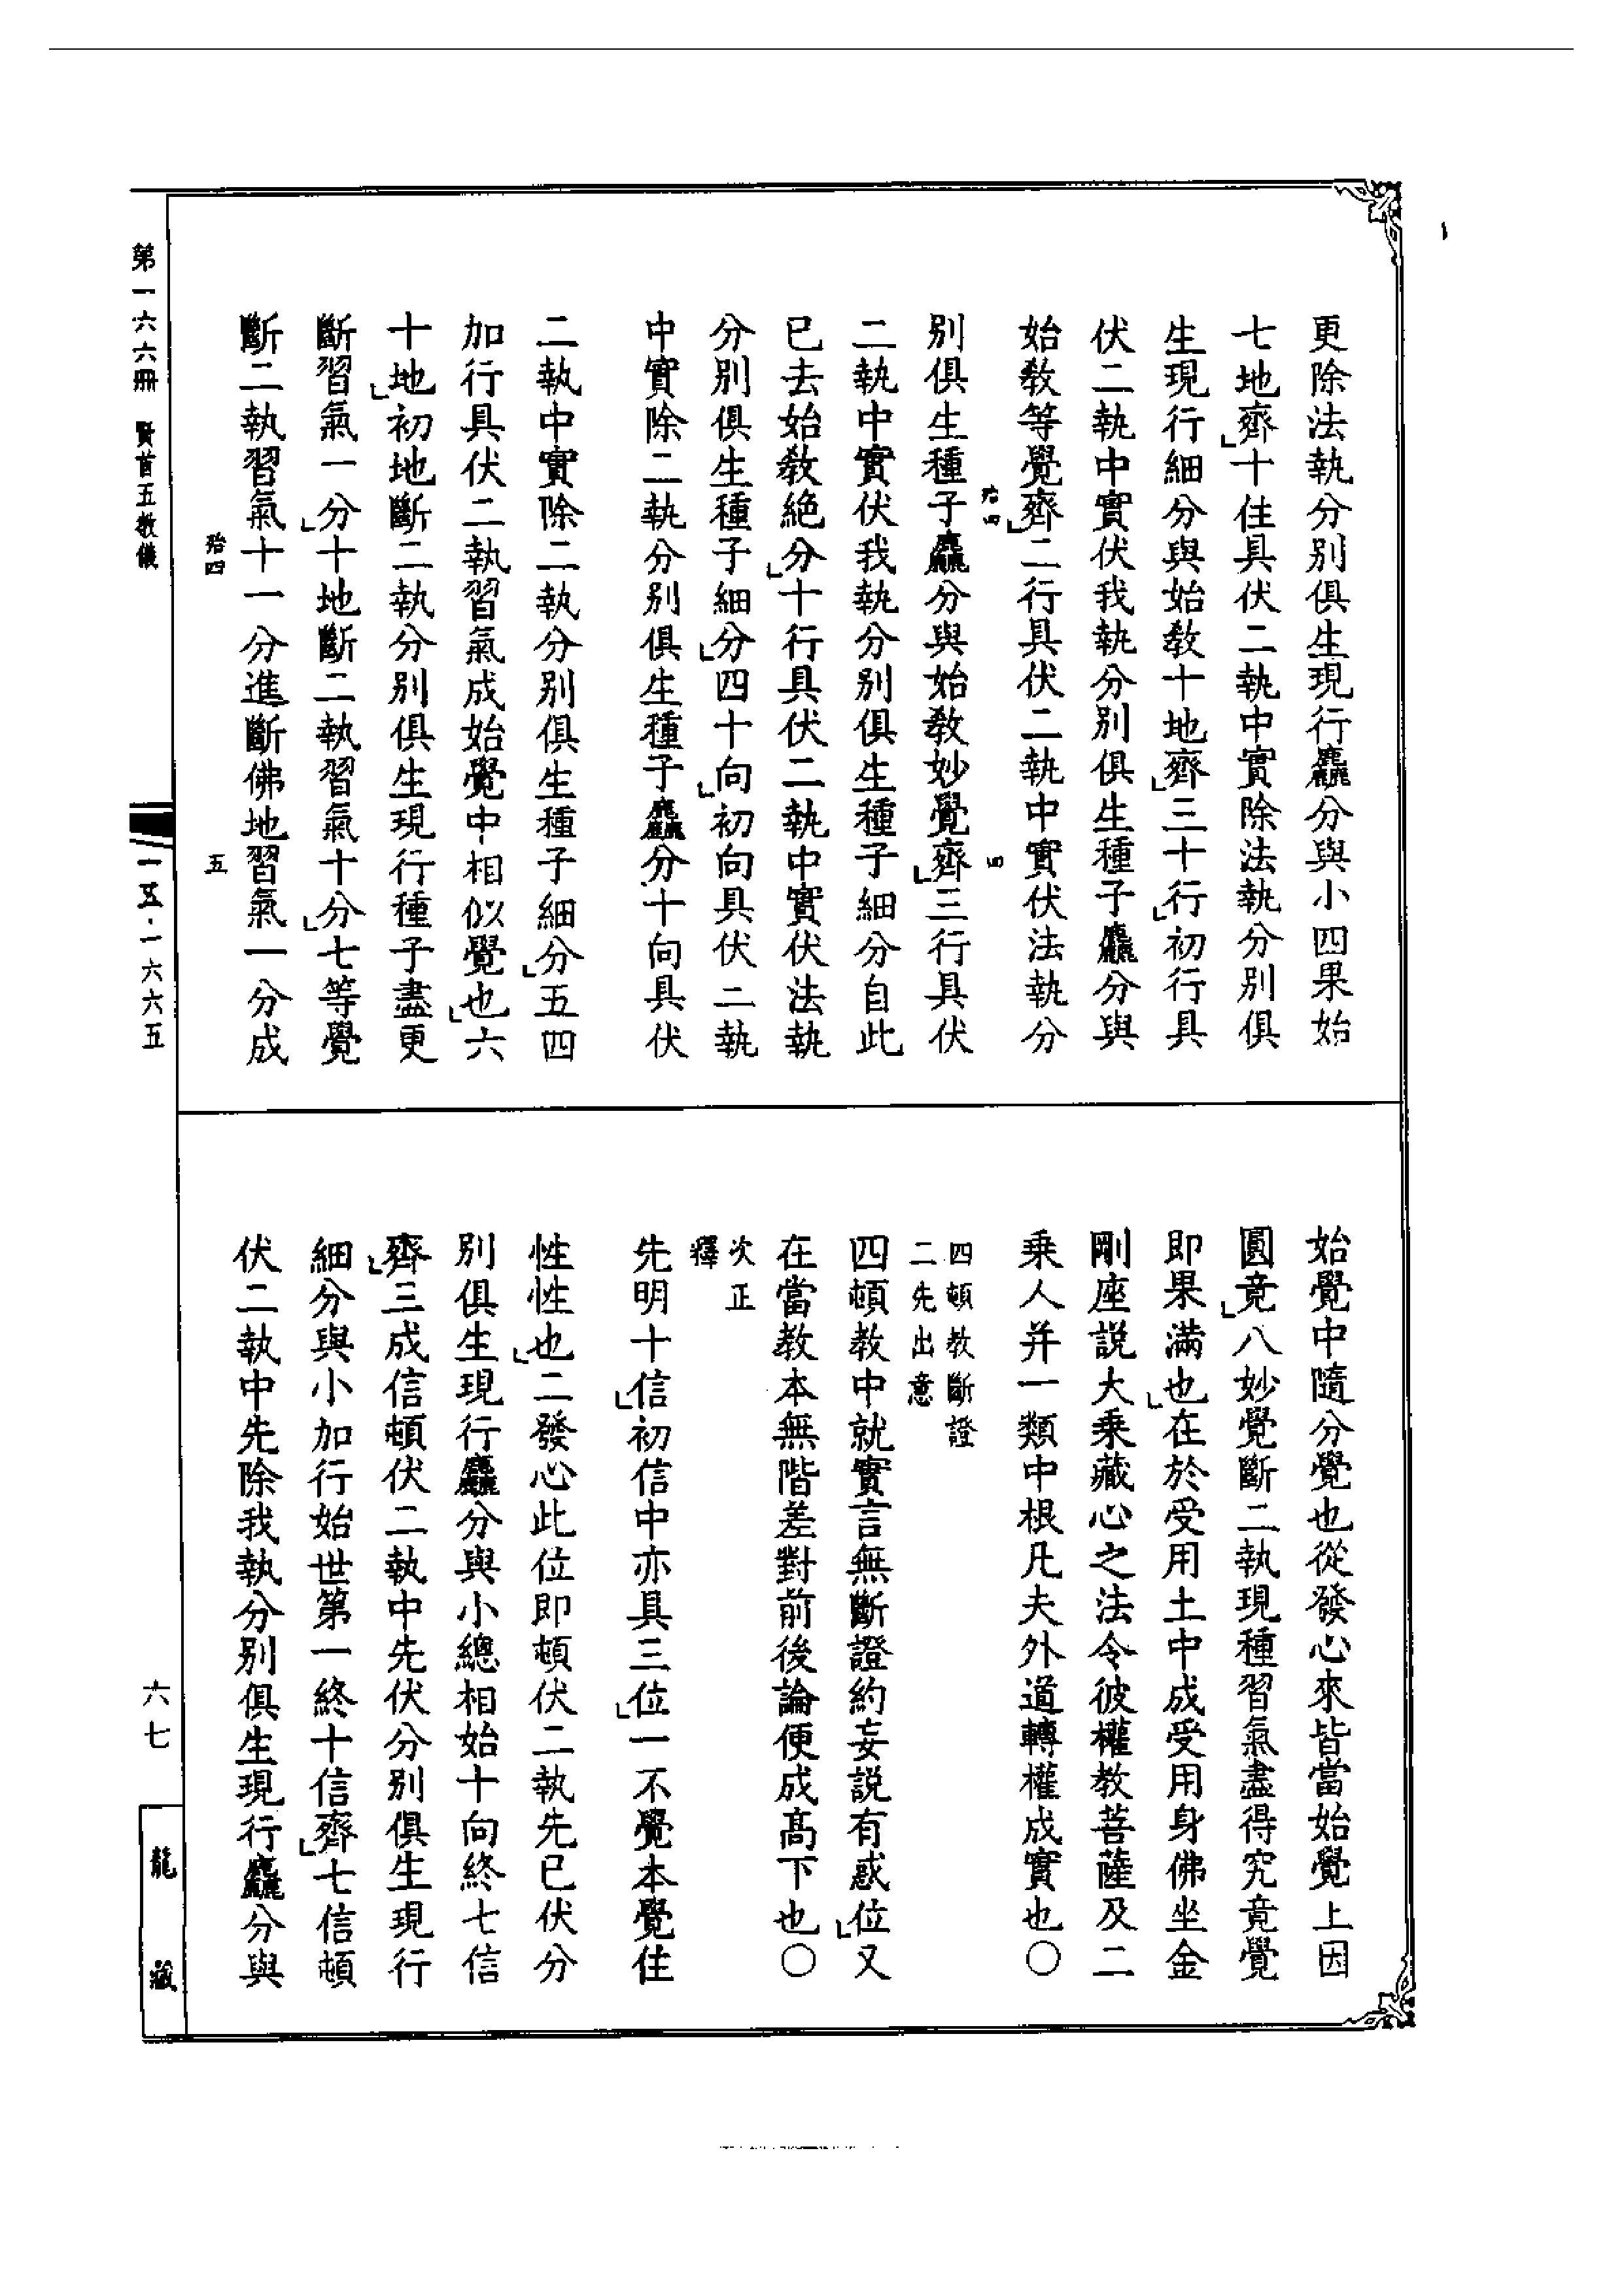 更除法執分別俱生現行麤分與小四果始
七地齊十住具伏二執中實除法執分別俱
生現行細分與始教十地齊三十行初行具
伏二執中實伏我執分別俱生種子麤分與
始教等覺齊二行具伏二執中實伏法執分
殆四 四
別俱生種子麤分與始教妙覺齊三行具伏
二執中實伏我執分別俱生種子細分自此
已去始教絕分十行具伏二執中實伏法執
分別俱生種子細分四十向初向具伏二執
中實除二執分別俱生種子麤分十向具伏
二執中實除二執分別俱生種子細分五四
加行具伏二執習氣成始覺中相似覺也六
十地初地斷二執分別俱生現行種子盡更
斷習氣一分十地斷二執習氣十分七等覺
斷二執習氣十一分進斷佛地習氣一分成
殆四 五
始覺中隨分覺也從發心來皆當始覺上因
圓竟八妙覺斷二執現種習氣盡得究竟覺
即果滿也在於受用土中成受用身佛坐金
剛座説大乘藏心之法令彼權教菩薩及二
乘人并一類中根凡夫外道轉權成實也○
四頓教斷證
二先出意
四頓教中就實言無斷證約妄説有惑位又
在當教本無階差對前後論便成高下也○
次正
釋
先明十信初信中亦具三位一不覺本覺住
性性也二發心此位即頓伏二執先已伏分
別俱生現行麤分與小總相始十向終七信
齊三成信頓伏二執中先伏分別俱生現行
細分與小加行始世第一終十信齊七信頓
伏二執中先除我執分別俱生現行麤分與
第一六六冊 賢首五教儀
一五·一六六五
六七
龍藏